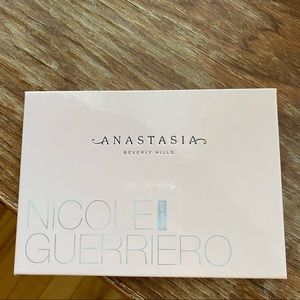 ANASTASIA
BEVERLY HILLS
NICOLE
GUERRIERO